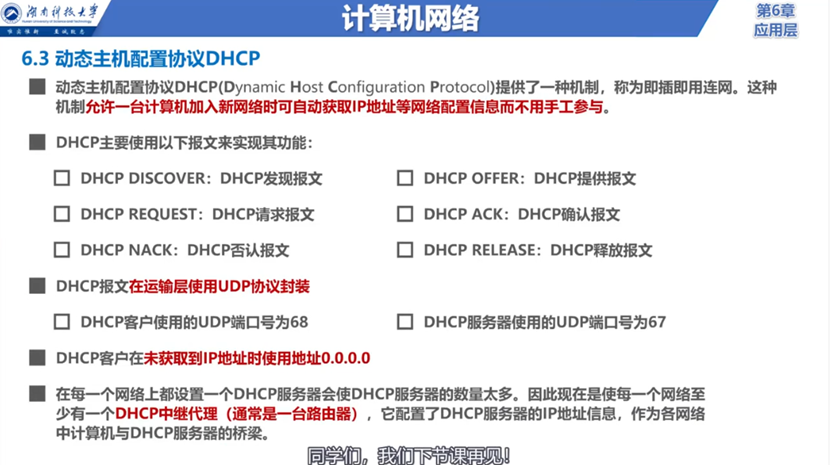 湖南科技大学
Hunan University of Science and Technology
唯实惟新 至诚致志
计算机网络
第6章
应用层
6.3 动态主机配置协议DHCP
动态主机配置协议DHCP(Dynamic Host Configuration Protocol)提供了一种机制，称为即插即用连网。这种
机制允许一台计算机加入新网络时可自动获取IP地址等网络配置信息而不用手工参与。
DHCP主要使用以下报文来实现其功能：
DHCP DISCOVER：DHCP发现报文
DHCP OFFER：DHCP提供报文
DHCP REQUEST：DHCP请求报文
DHCP ACK：DHCP确认报文
DHCP NACK：DHCP否认报文
DHCP RELEASE：DHCP释放报文
DHCP报文在运输层使用UDP协议封装
DHCP客户使用的UDP端口号为68
DHCP服务器使用的UDP端口号为67
DHCP客户在未获取到IP地址时使用地址0.0.0.0
在每一个网络上都设置一个DHCP服务器会使DHCP服务器的数量太多。因此现在是使每一个网络至
少有一个DHCP中继代理（通常是一台路由器），它配置了DHCP服务器的IP地址信息，作为各网络
中计算机与DHCP服务器的桥梁。
同学们，我们下节课再见！